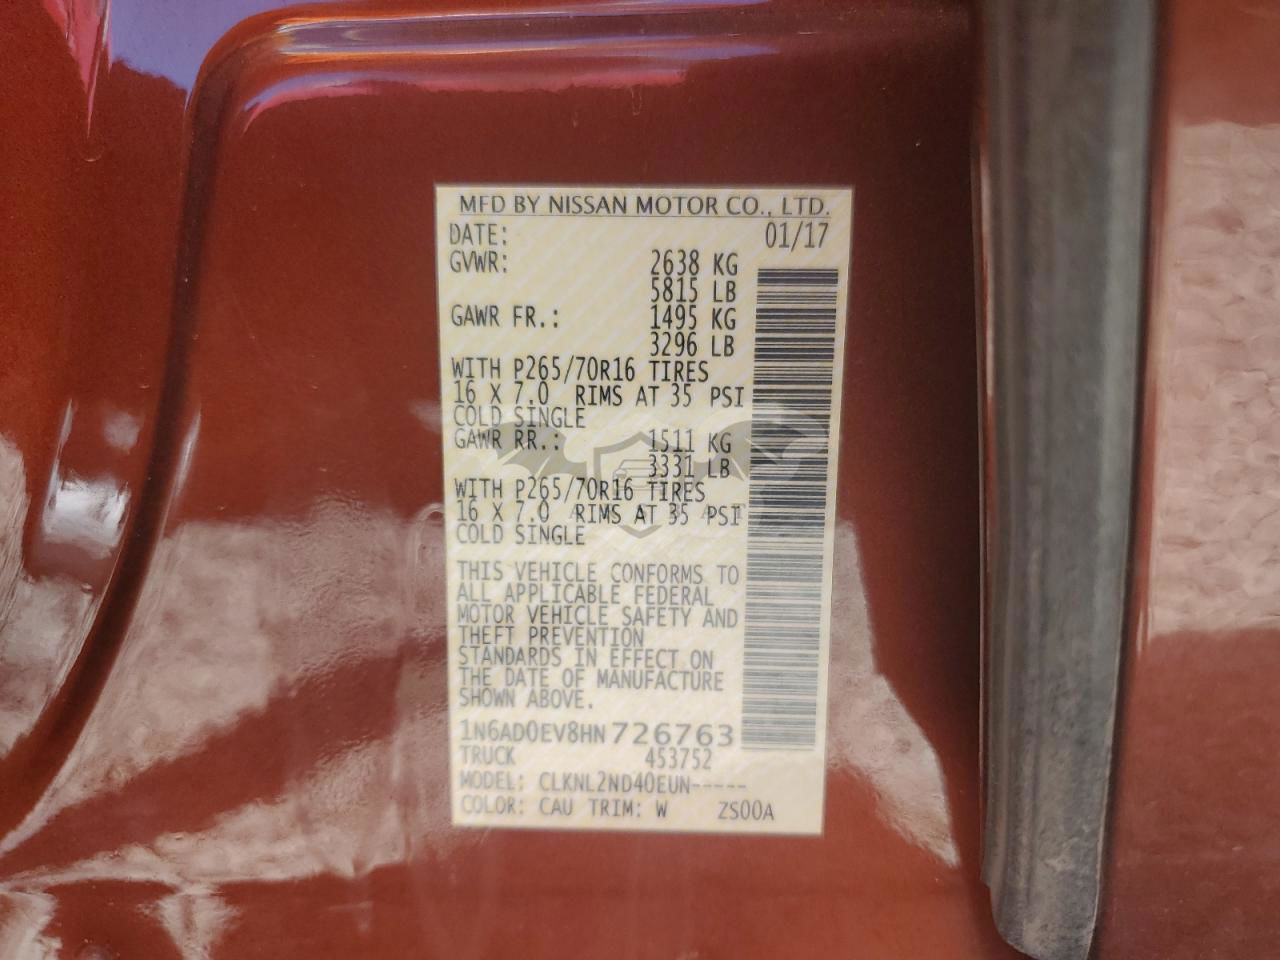 MFD BY NISSAN MOTOR CO., LTD.
DATE: 01/17
GVWR: 2638 KG
5815 LB
GAWR FR.: 1495 KG
3296 LB
WITH P265/70R16 TIRES
16 X 7.0 RIMS AT 35 PSI
COLD SINGLE
GAWR RR.: 1511 KG
3331 LB
WITH P265/70R16 TIRES
16 X 7.0 RIMS AT 35 PSI
COLD SINGLE
THIS VEHICLE CONFORMS TO
ALL APPLICABLE FEDERAL
MOTOR VEHICLE SAFETY AND
THEFT PREVENTION
STANDARDS IN EFFECT ON
THE DATE OF MANUFACTURE
SHOWN ABOVE.
1N6AD0EV8HN726763
TRUCK 453752
MODEL: CLKNL2ND40EUN-----
COLOR: CAU TRIM: W ZS00A